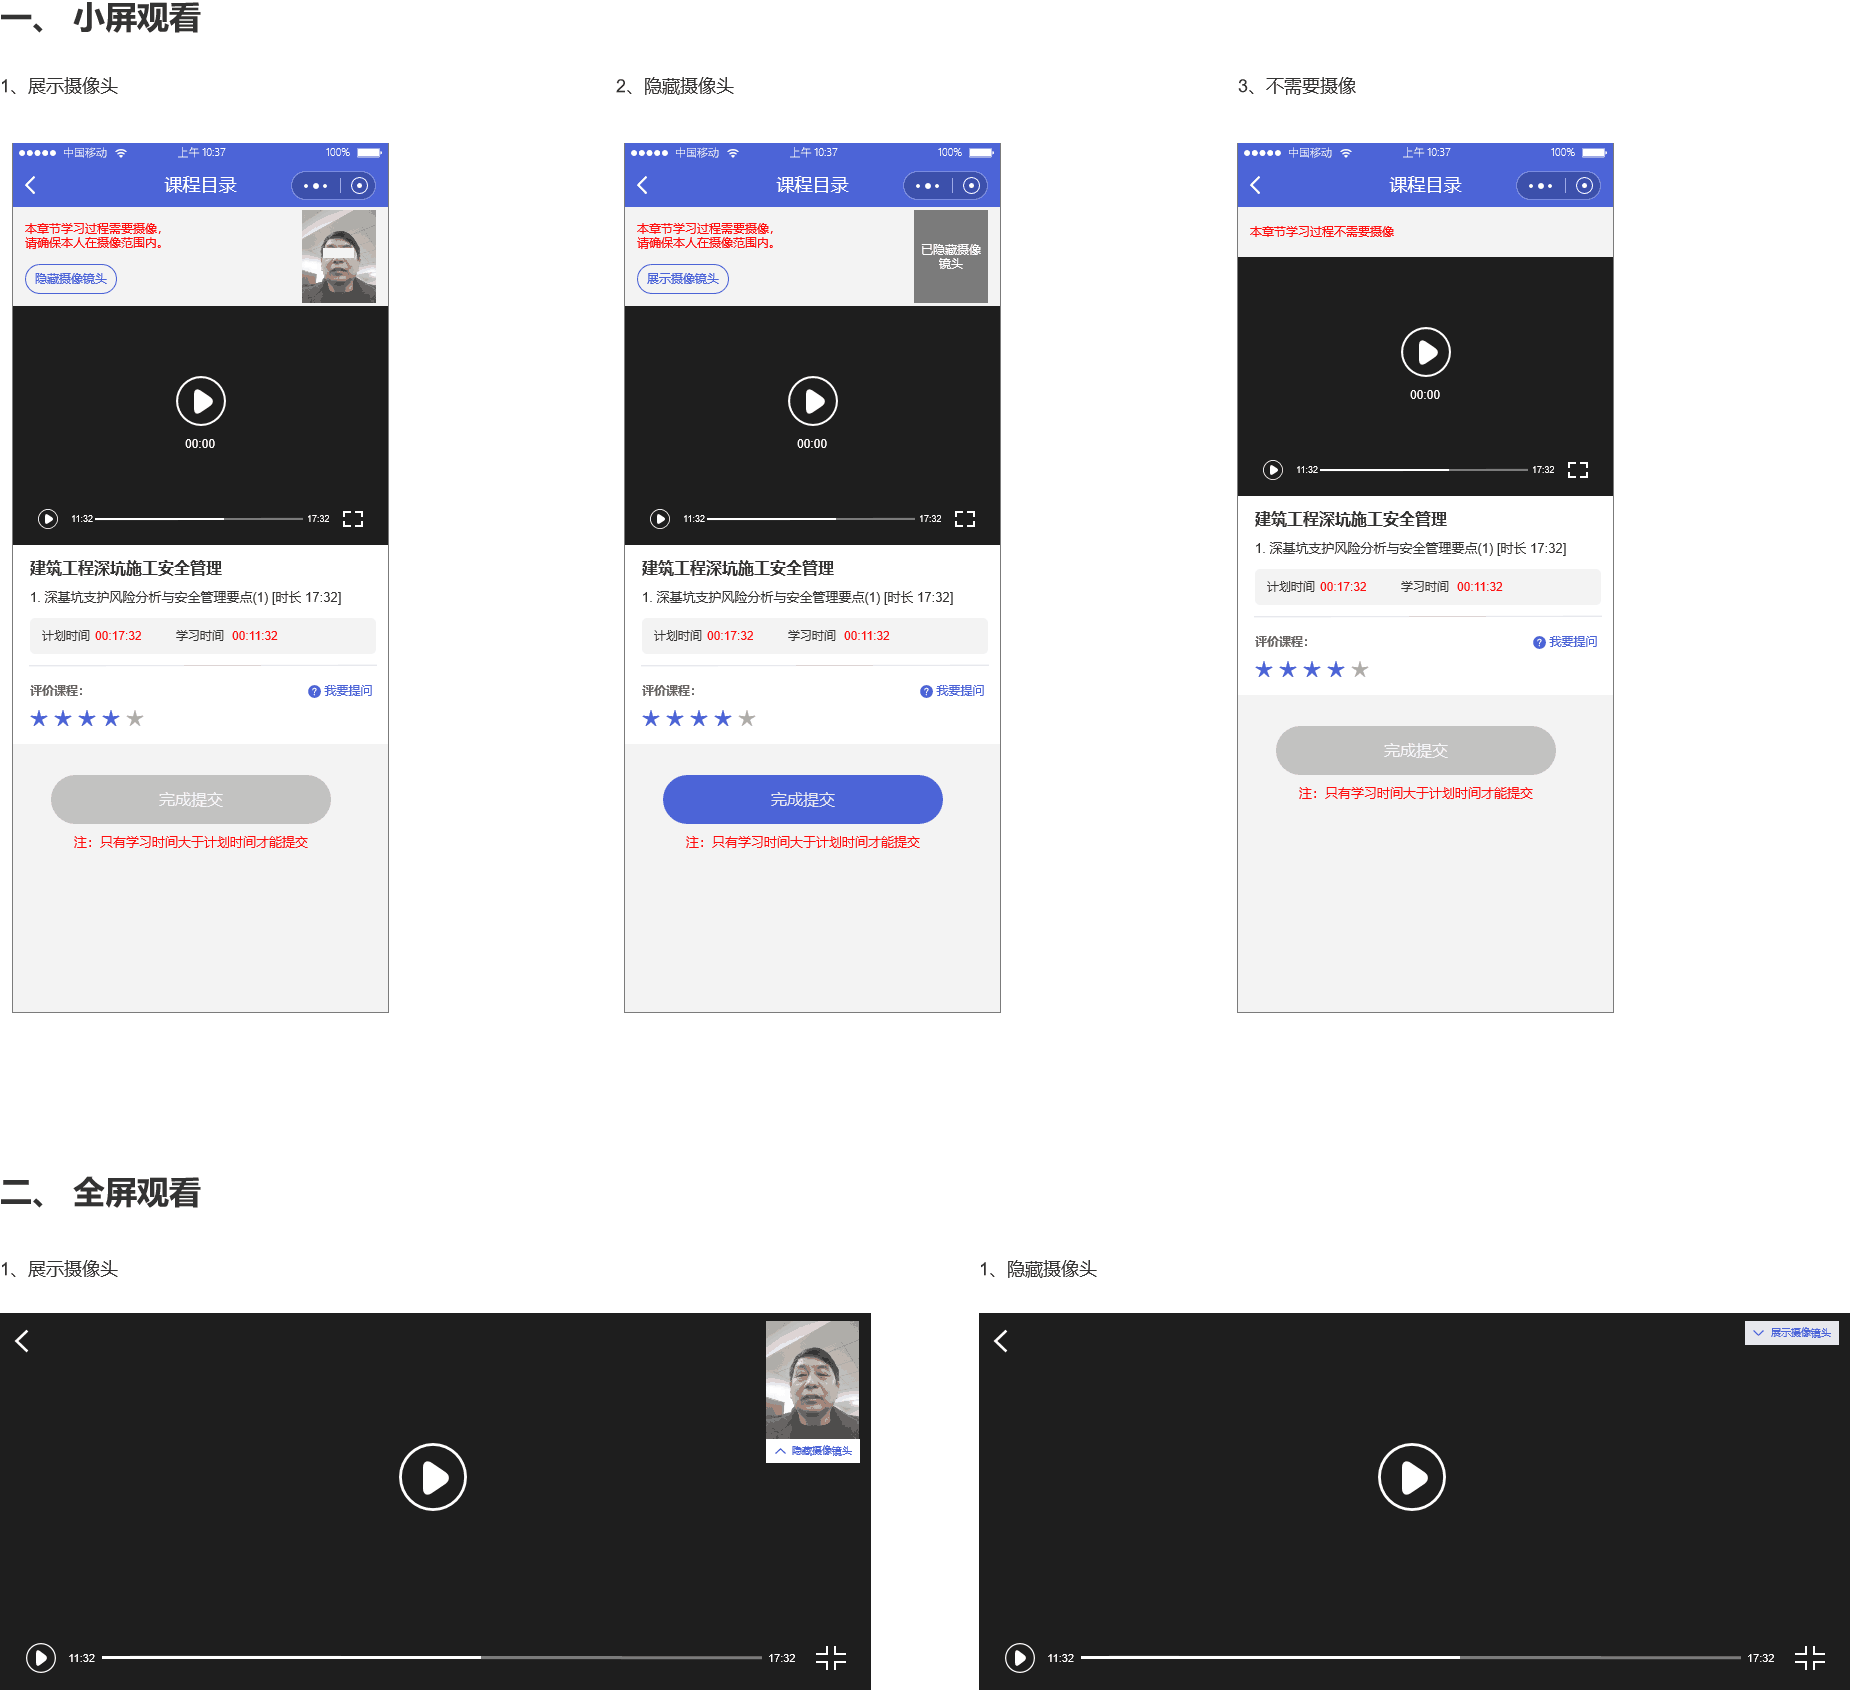 一、 小屏观看
1、展示摄像头
2、隐藏摄像头
3、不需要摄像
中国移动 上午 10:37 100%
课程目录
本章节学习过程需要摄像,
请确保本人在摄像范围内。
隐藏摄像镜头
00:00
11:32 17:32
建筑工程深坑施工安全管理
1. 深基坑支护风险分析与安全管理要点(1) [时长 17:32]
计划时间 00:17:32 学习时间 00:11:32
评价课程: ? 我要提问
完成提交
注: 只有学习时间大于计划时间才能提交
中国移动 上午 10:37 100%
课程目录
本章节学习过程需要摄像,
请确保本人在摄像范围内。
展示摄像镜头
已隐藏摄像
镜头
00:00
11:32 17:32
建筑工程深坑施工安全管理
1. 深基坑支护风险分析与安全管理要点(1) [时长 17:32]
计划时间 00:17:32 学习时间 00:11:32
评价课程: ? 我要提问
完成提交
注: 只有学习时间大于计划时间才能提交
中国移动 上午 10:37 100%
课程目录
本章节学习过程不需要摄像
00:00
11:32 17:32
建筑工程深坑施工安全管理
1. 深基坑支护风险分析与安全管理要点(1) [时长 17:32]
计划时间 00:17:32 学习时间 00:11:32
评价课程: ? 我要提问
完成提交
注: 只有学习时间大于计划时间才能提交
二、 全屏观看
1、展示摄像头
1、隐藏摄像头
隐藏摄像镜头
11:32 17:32
展示摄像镜头
11:32 17:32